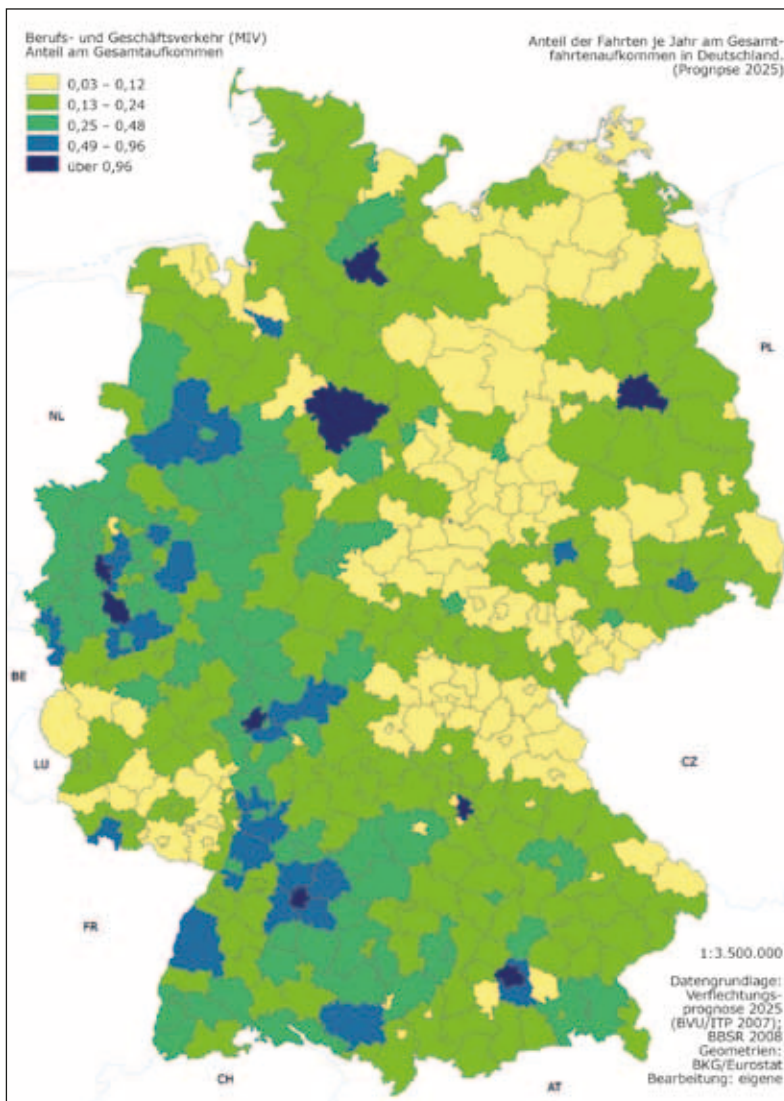 Berufs- und Geschäftsverkehr (MIV)
Anteil am Gesamtaufkommen
0,03 – 0,12
0,13 – 0,24
0,25 – 0,48
0,49 – 0,96
über 0,96
Anteil der Fahrten je Jahr am Gesamt-
fahrtenaufkommen in Deutschland.
(Prognpse 2025)
PL
NL
BE
LU
CZ
FR
CH
AT
1:3.500.000
Datengrundlage:
Verflechtungs-
prognose 2025
(BVU/ITP 2007);
BBSR 2008
Geometrien:
BKG/Eurostat
Bearbeitung: eigene